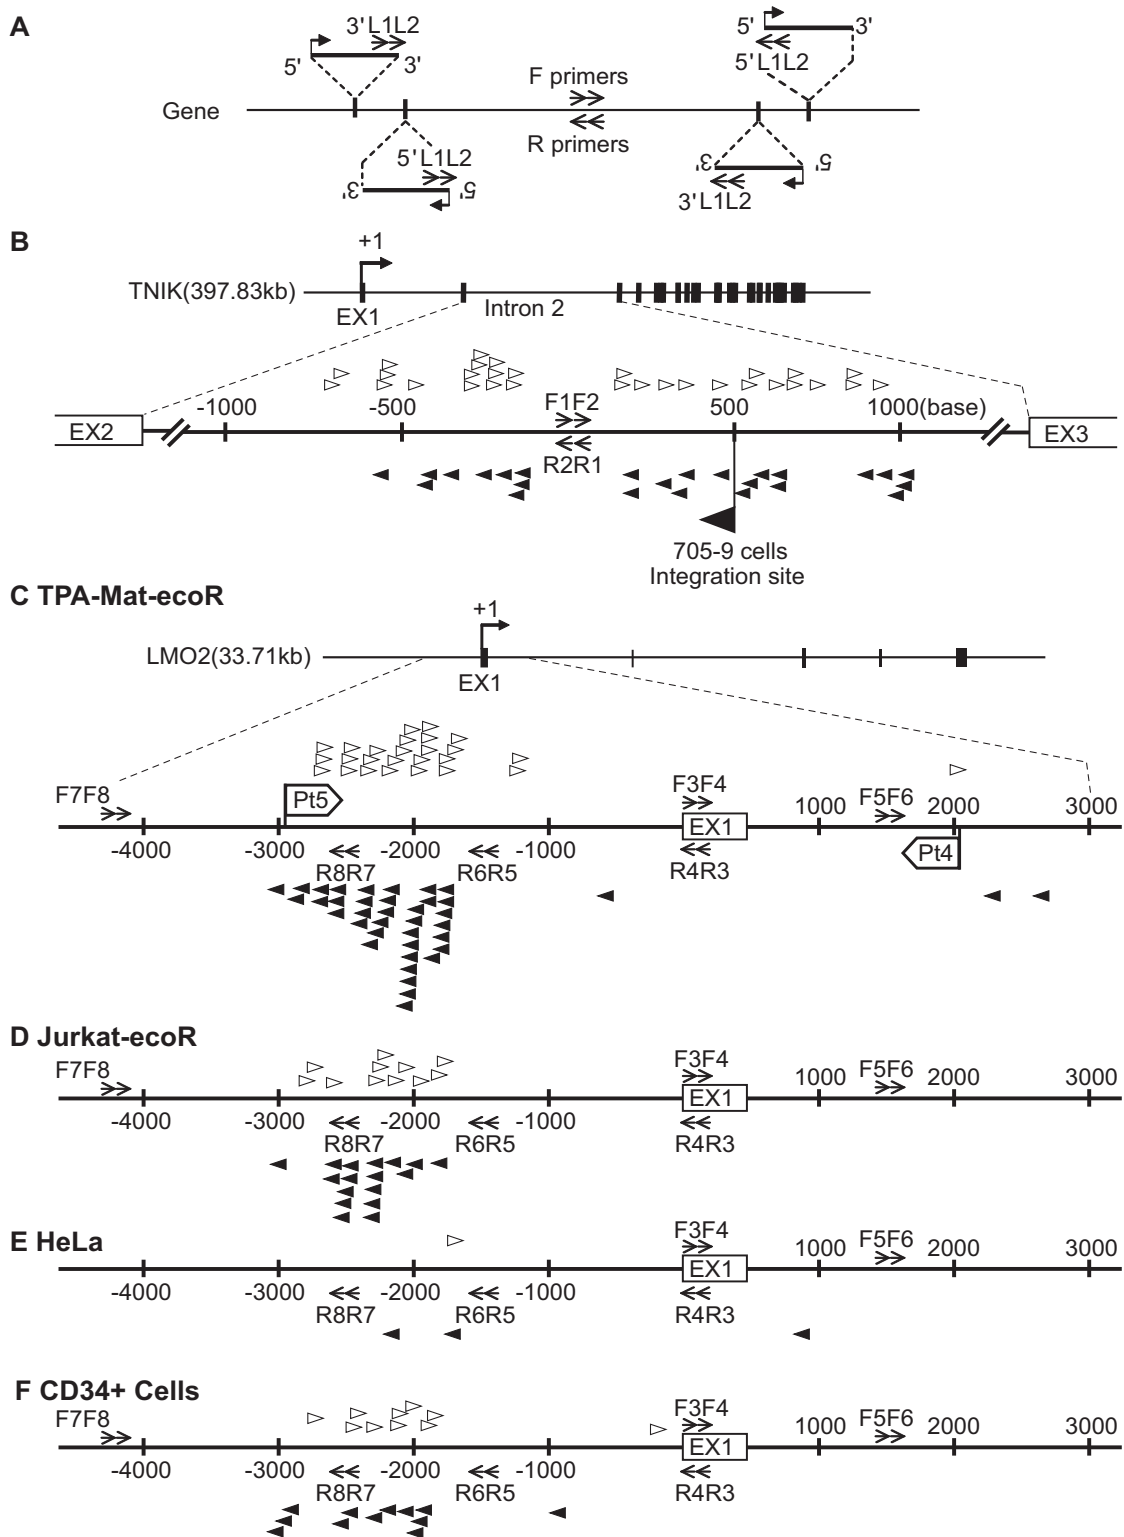 A
3'L1L2
5'
3'
5'
3'
5'L1L2
F primers
Gene
R primers
5'L1L2
3'
5'
3'
5'
3'L1L2
B
+1
TNIK(397.83kb)
EX1
Intron 2
-1000
-500
F1F2
500
1000(base)
EX2
EX3
R2R1
705-9 cells
Integration site
C TPA-Mat-ecoR
+1
LMO2(33.71kb)
EX1
F7F8
Pt5
F3F4
1000
F5F6
2000
3000
EX1
-4000
-3000
-2000
-1000
Pt4
R8R7
R6R5
R4R3
D Jurkat-ecoR
F7F8
F3F4
1000
F5F6
2000
3000
EX1
-4000
-3000
-2000
-1000
R8R7
R6R5
R4R3
E HeLa
F3F4
1000
F5F6
2000
3000
EX1
-4000
-3000
-2000
-1000
R8R7
R6R5
R4R3
F CD34+ Cells
F7F8
F3F4
1000
F5F6
2000
3000
EX1
-4000
-3000
-2000
-1000
R8R7
R6R5
R4R3